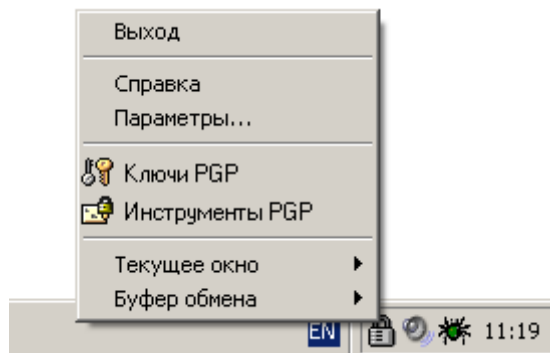 Выход
Справка
Параметры...
Ключи PGP
Инструменты PGP
Текущее окно
Буфер обмена
EN 11:19